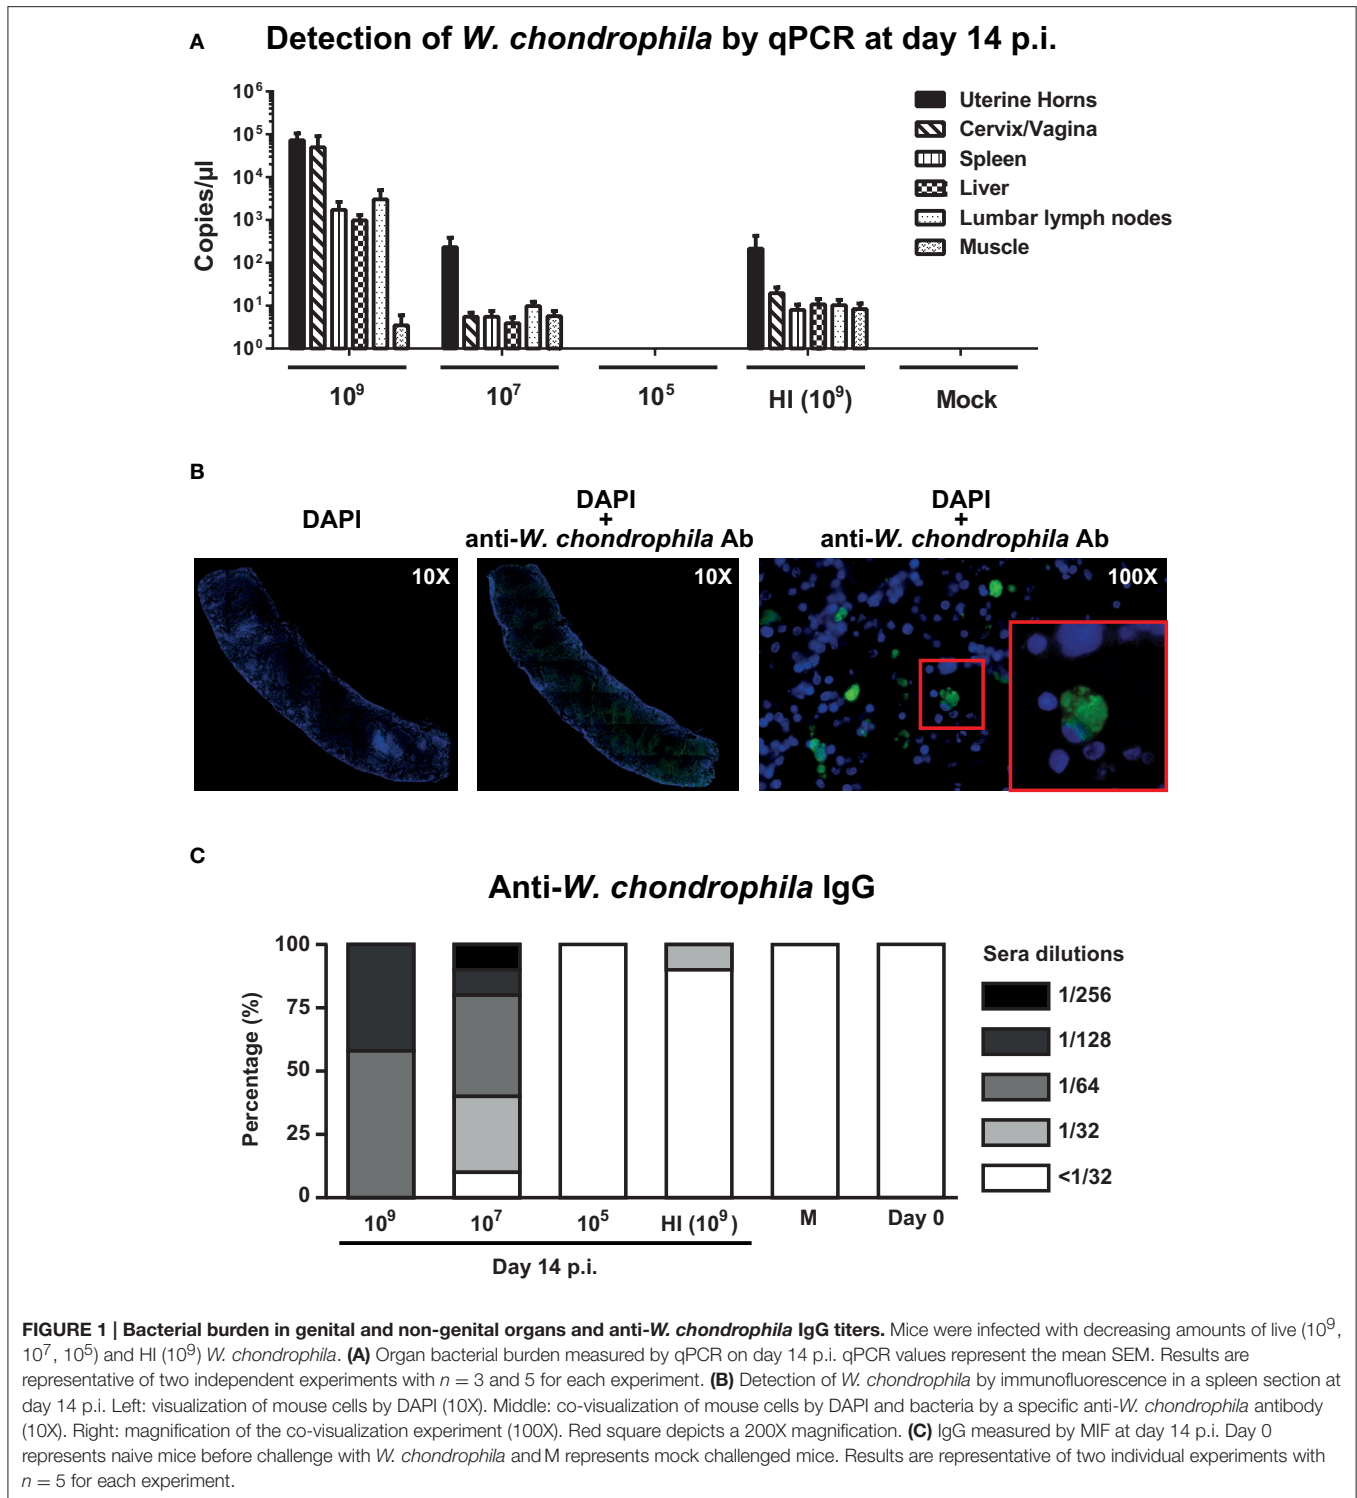 A
Detection of W. chondrophila by qPCR at day 14 p.i.
Copies/µl
10⁶
10⁵
10⁴
10³
10²
10¹
10⁰
Uterine Horns
Cervix/Vagina
Spleen
Liver
Lumbar lymph nodes
Muscle
10⁹ 10⁷ 10⁵ HI (10⁹) Mock
B
DAPI
DAPI
+
anti-W. chondrophila Ab
DAPI
+
anti-W. chondrophila Ab
10X
10X
100X
C
Anti-W. chondrophila IgG
Percentage (%)
100
75
50
25
0
Sera dilutions
1/256
1/128
1/64
1/32
<1/32
10⁹ 10⁷ 10⁵ HI (10⁹) M Day 0
Day 14 p.i.
FIGURE 1 | Bacterial burden in genital and non-genital organs and anti-W. chondrophila IgG titers. Mice were infected with decreasing amounts of live (10⁹,
10⁷, 10⁵) and HI (10⁹) W. chondrophila. (A) Organ bacterial burden measured by qPCR on day 14 p.i. qPCR values represent the mean SEM. Results are
representative of two independent experiments with n = 3 and 5 for each experiment. (B) Detection of W. chondrophila by immunofluorescence in a spleen section at
day 14 p.i. Left: visualization of mouse cells by DAPI (10X). Middle: co-visualization of mouse cells by DAPI and bacteria by a specific anti-W. chondrophila antibody
(10X). Right: magnification of the co-visualization experiment (100X). Red square depicts a 200X magnification. (C) IgG measured by MIF at day 14 p.i. Day 0
represents naive mice before challenge with W. chondrophila and M represents mock challenged mice. Results are representative of two individual experiments with
n = 5 for each experiment.